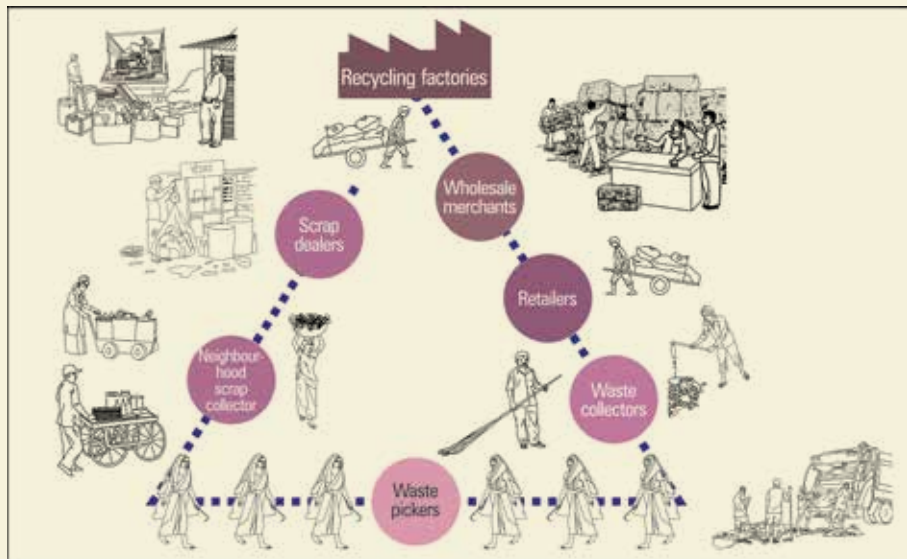 Recycling factories
Wholesale
merchants
Scrap
dealers
Retailers
Neighbour-
hood
scrap
collector
Waste
collectors
Waste
pickers